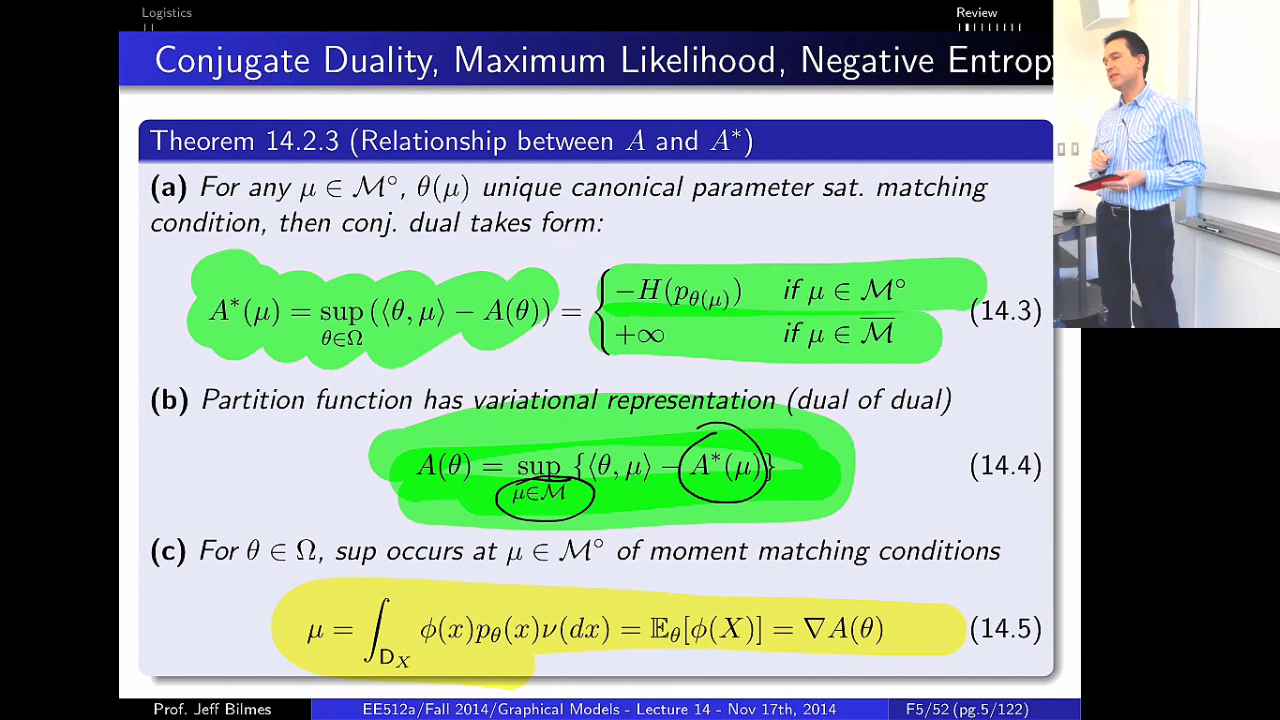 Logistics
Review
Conjugate Duality, Maximum Likelihood, Negative Entropy
Theorem 14.2.3 (Relationship between A and A*)
(a) For any μ ∈ ℳ°, θ(μ) unique canonical parameter sat. matching
condition, then conj. dual takes form:
A*(μ) = sup_{θ∈Ω} (⟨θ, μ⟩ − A(θ)) = { −H(p_{θ(μ)}) if μ ∈ ℳ°
+∞ if μ ∈ \overline{ℳ} (14.3)
(b) Partition function has variational representation (dual of dual)
A(θ) = sup_{μ∈ℳ} {⟨θ, μ⟩ − A*(μ)} (14.4)
(c) For θ ∈ Ω, sup occurs at μ ∈ ℳ° of moment matching conditions
μ = ∫_{D_X} ϕ(x)p_θ(x)ν(dx) = 𝔼_θ[ϕ(X)] = ∇A(θ) (14.5)
Prof. Jeff Bilmes
EE512a/Fall 2014/Graphical Models - Lecture 14 - Nov 17th, 2014
F5/52 (pg.5/122)